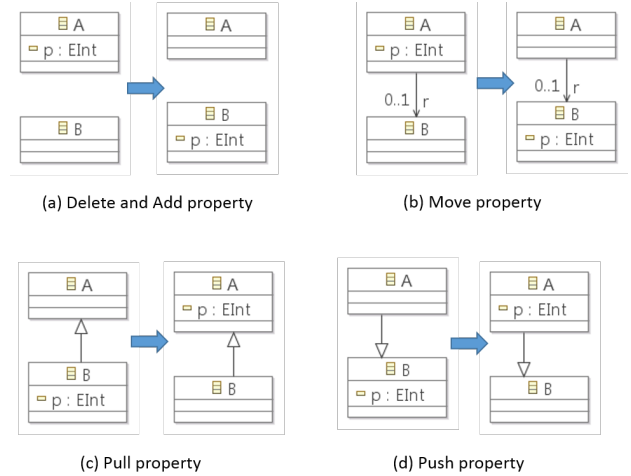 A
p : EInt
B
A
B
p : EInt
(a) Delete and Add property
A
p : EInt
0..1 r
B
A
0..1 r
B
p : EInt
(b) Move property
A
B
p : EInt
A
p : EInt
B
(c) Pull property
A
B
p : EInt
A
p : EInt
B
(d) Push property